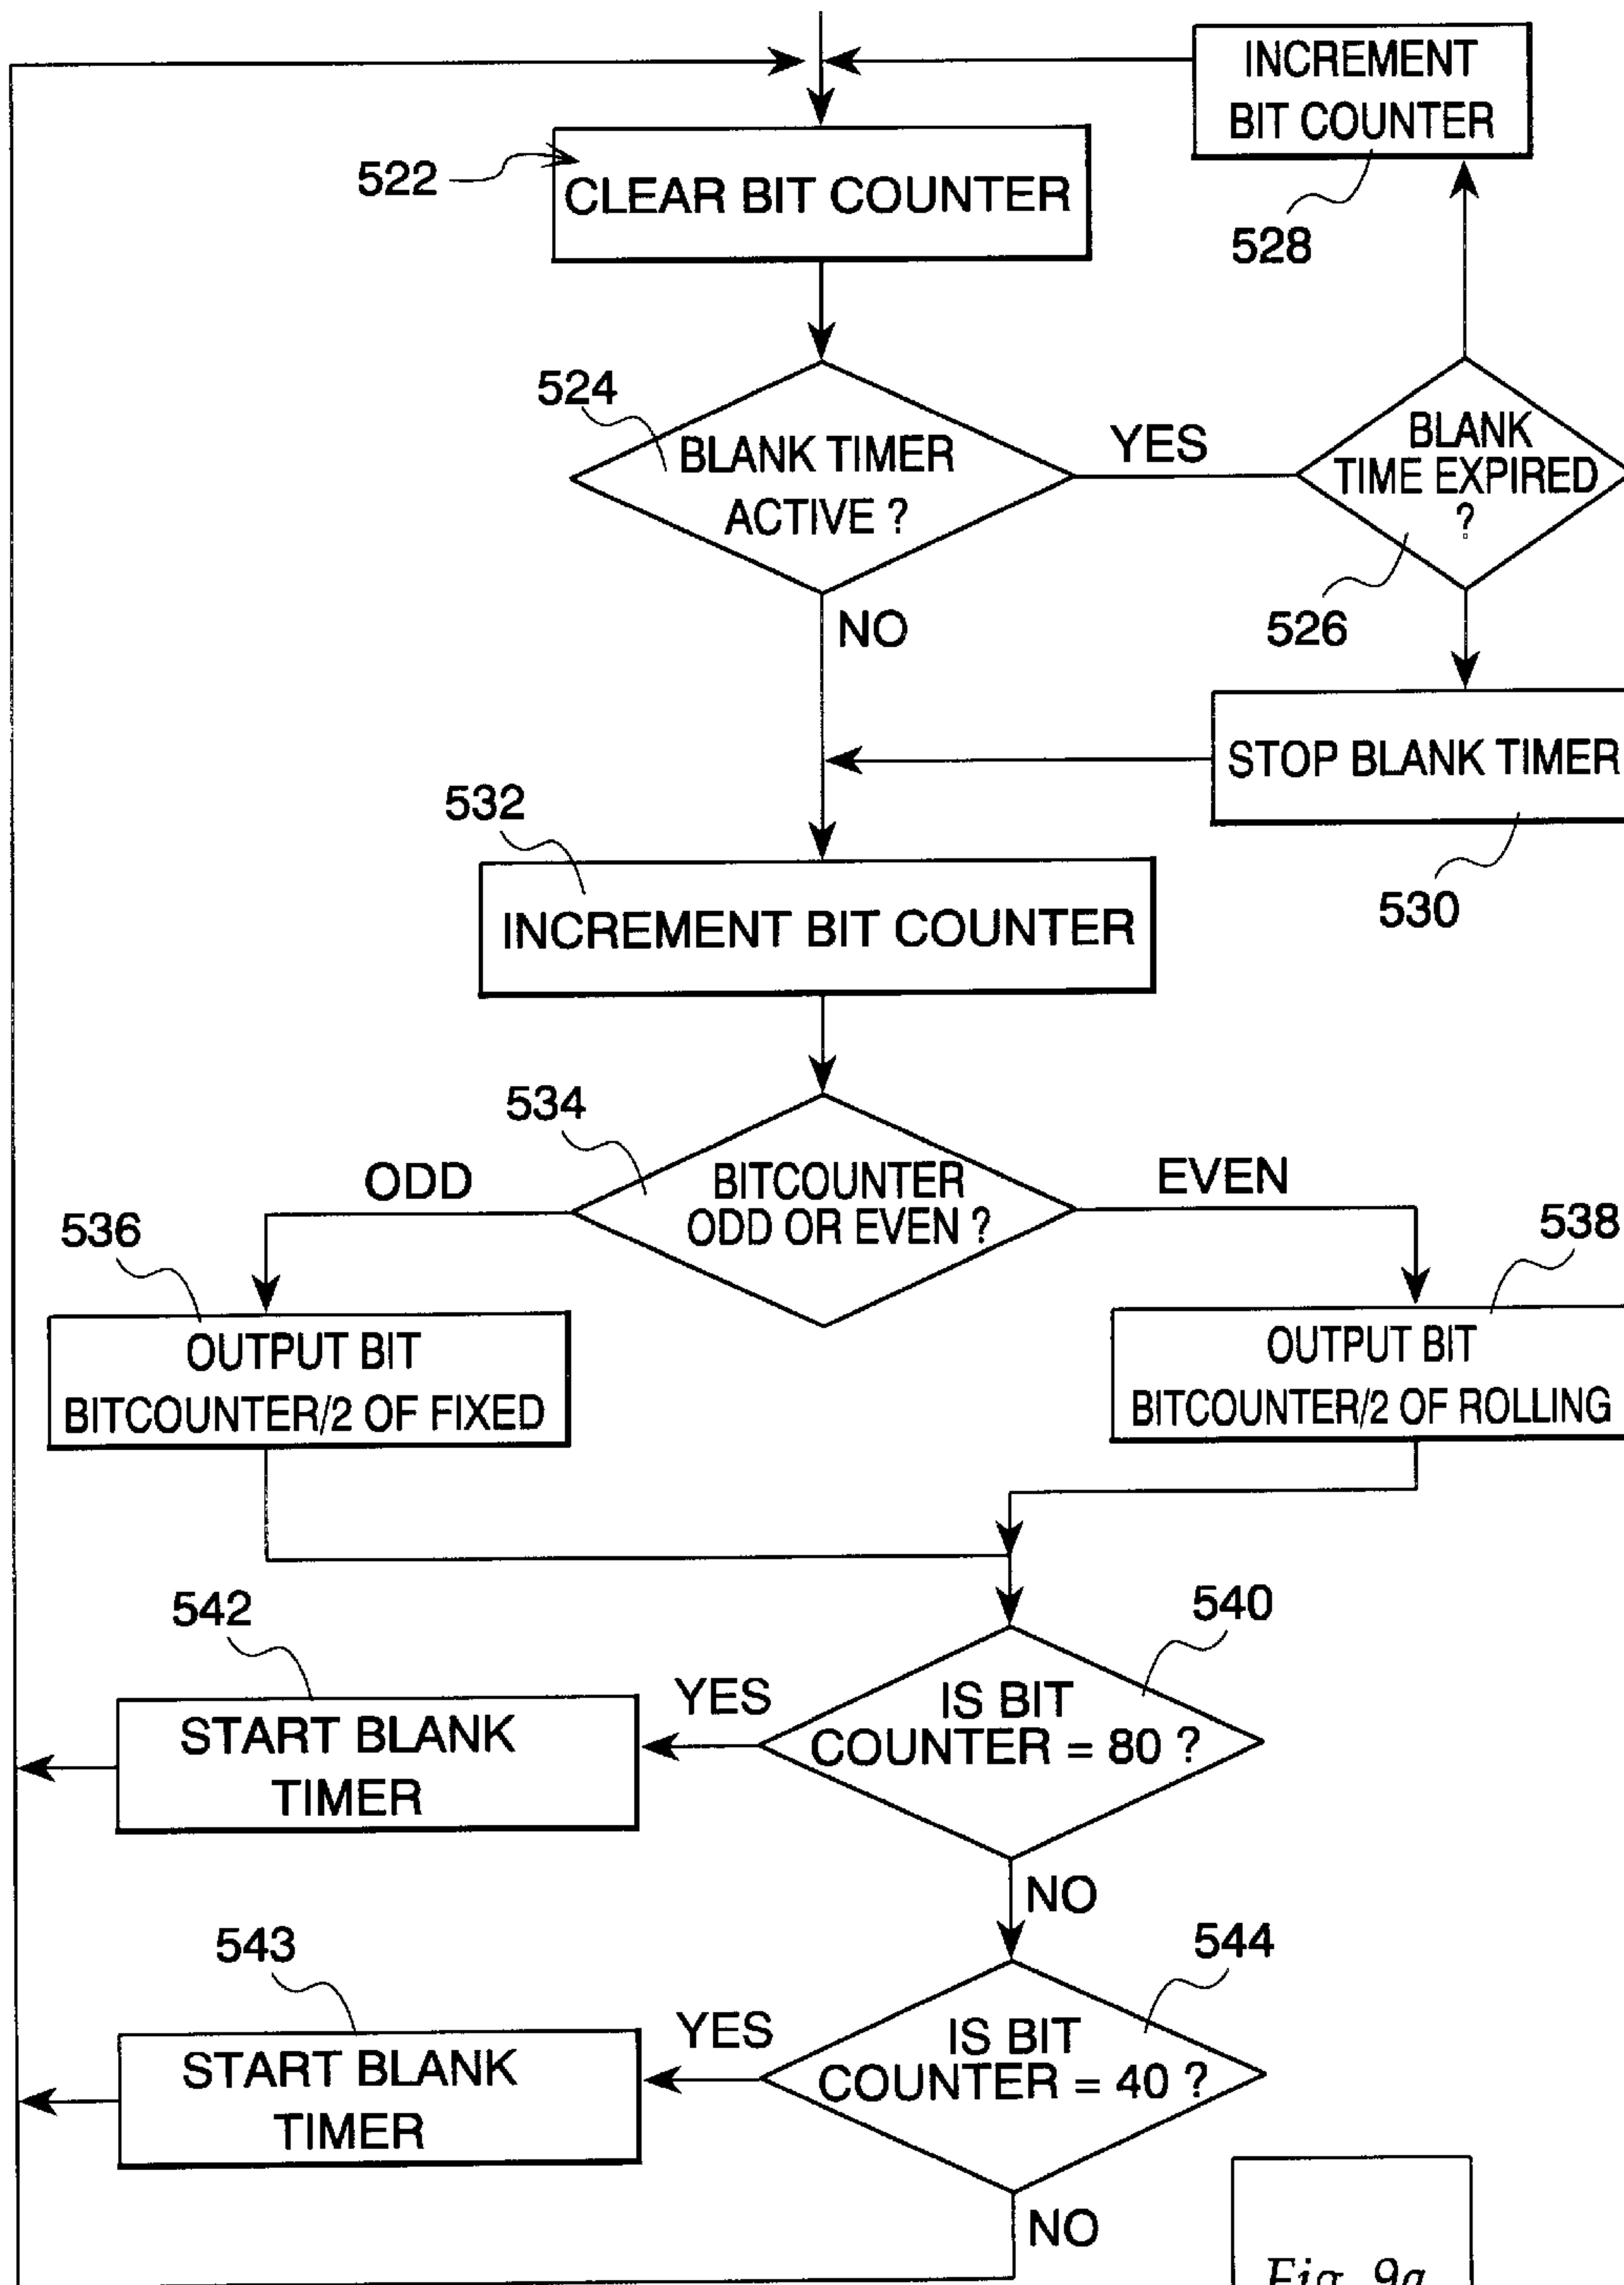 INCREMENT
BIT COUNTER
528
522
CLEAR BIT COUNTER
524
BLANK TIMER
ACTIVE ?
YES
BLANK
TIME EXPIRED
?
526
NO
STOP BLANK TIMER
530
532
INCREMENT BIT COUNTER
534
BITCOUNTER
ODD OR EVEN ?
ODD
EVEN
536
OUTPUT BIT
BITCOUNTER/2 OF FIXED
538
OUTPUT BIT
BITCOUNTER/2 OF ROLLING
540
IS BIT
COUNTER = 80 ?
YES
542
START BLANK
TIMER
NO
544
IS BIT
COUNTER = 40 ?
YES
543
START BLANK
TIMER
NO
Fig. 9a